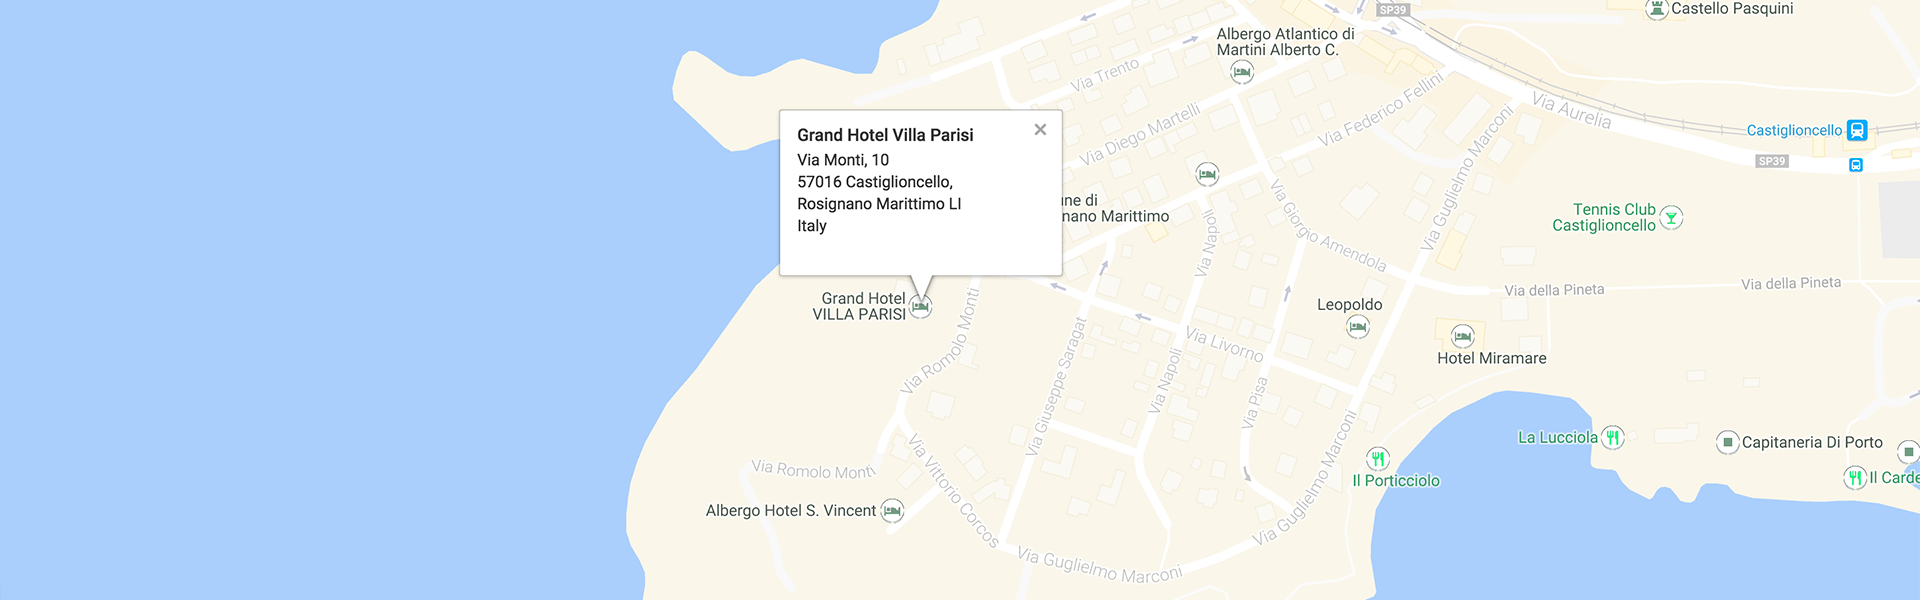 SP39
Castello Pasquini
Albergo Atlantico di
Martini Alberto C.
Via Trento
Via Diego Martelli
Via Federico Fellini
Via Aurelia
Castiglioncello
SP39
Grand Hotel Villa Parisi
Via Monti, 10
57016 Castiglioncello,
Rosignano Marittimo LI
Italy
ne di
nano Marittimo
Via Giorgio Amendola
Via Guglielmo Marconi
Tennis Club
Castiglioncello
Via Napoli
Via della Pineta
Via della Pineta
Grand Hotel
VILLA PARISI
Leopoldo
Via Romolo Monti
Via Giuseppe Saragat
Via Livorno
Hotel Miramare
Via Napoli
Via Pisa
Via Guglielmo Marconi
La Lucciola
Capitaneria Di Porto
Via Romolo Monti
Via Vittorio Corcos
Il Porticciolo
Il Carde
Albergo Hotel S. Vincent
Via Guglielmo Marconi